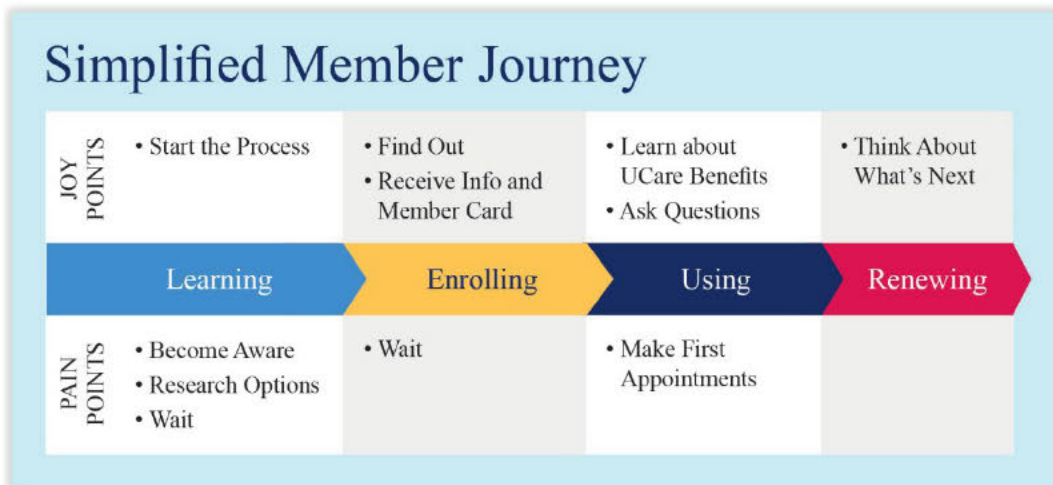 Simplified Member Journey
JOY
POINTS
• Start the Process
• Find Out
• Receive Info and
Member Card
• Learn about
UCare Benefits
• Ask Questions
• Think About
What’s Next
Learning
Enrolling
Using
Renewing
PAIN
POINTS
• Become Aware
• Research Options
• Wait
• Wait
• Make First
Appointments